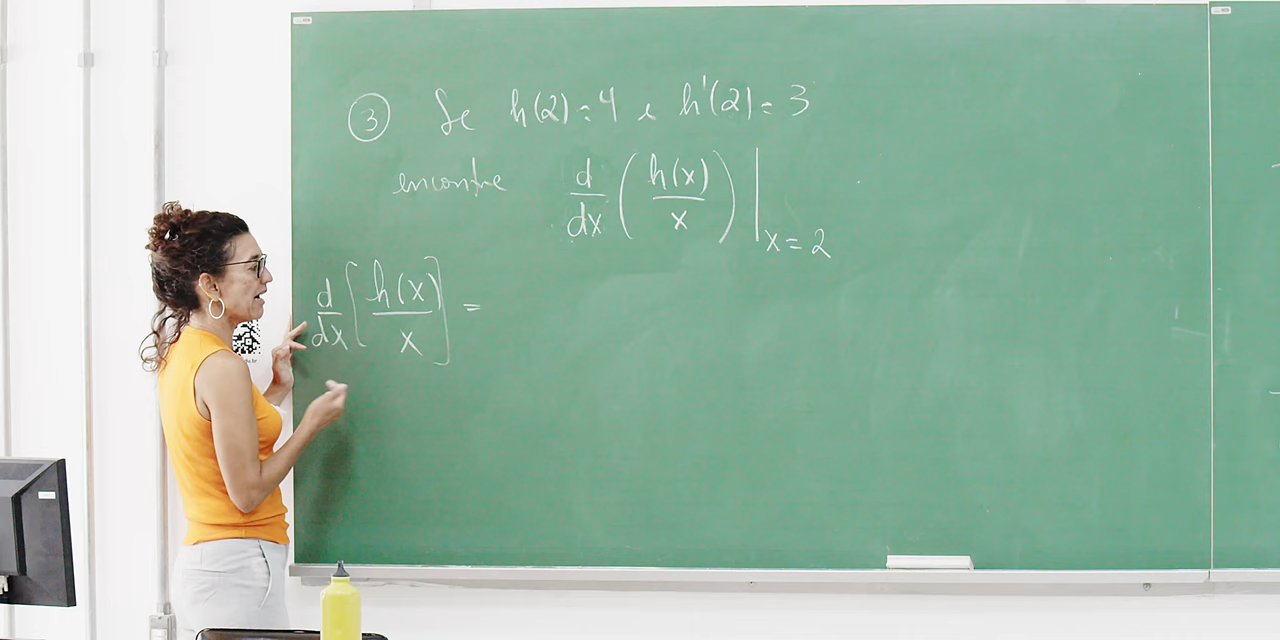 ③ Se h(2) = 4 e h'(2) = 3
encontre d/dx (h(x)/x) |x=2
d/dx [h(x)/x] =